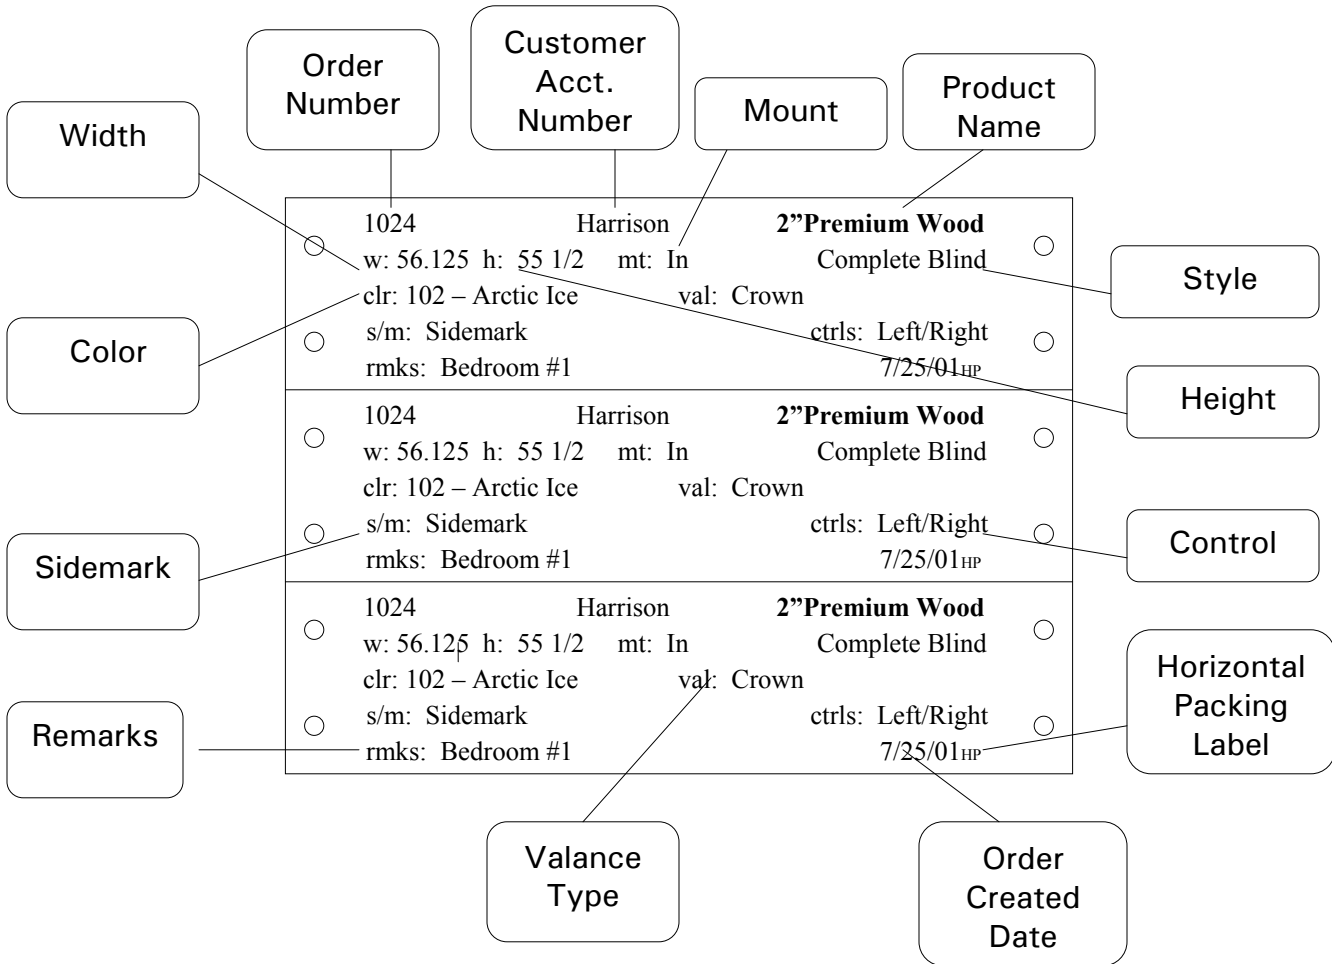 Order
Number
Customer
Acct.
Number
Mount
Product
Name
Width
Color
Sidemark
Remarks
1024 Harrison 2”Premium Wood
w: 56.125 h: 55 1/2 mt: In Complete Blind
clr: 102 – Arctic Ice val: Crown
s/m: Sidemark ctrls: Left/Right
rmks: Bedroom #1 7/25/01HP
1024 Harrison 2”Premium Wood
w: 56.125 h: 55 1/2 mt: In Complete Blind
clr: 102 – Arctic Ice val: Crown
s/m: Sidemark ctrls: Left/Right
rmks: Bedroom #1 7/25/01HP
1024 Harrison 2”Premium Wood
w: 56.125 h: 55 1/2 mt: In Complete Blind
clr: 102 – Arctic Ice val: Crown
s/m: Sidemark ctrls: Left/Right
rmks: Bedroom #1 7/25/01HP
Style
Height
Control
Horizontal
Packing
Label
Valance
Type
Order
Created
Date